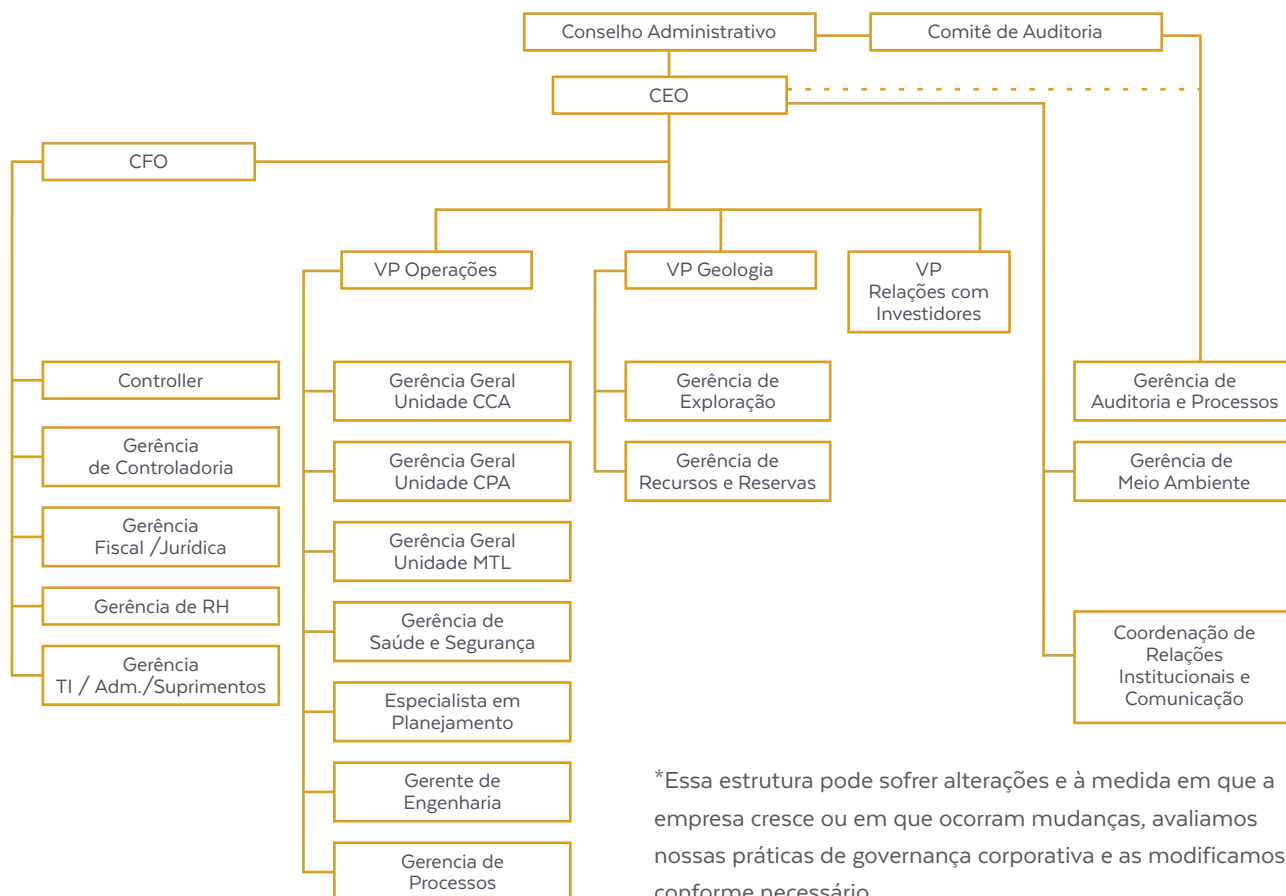 Conselho Administrativo
Comitê de Auditoria
CEO
CFO
VP Operações
VP Geologia
VP
Relações com
Investidores
Controller
Gerência
de Controladoria
Gerência
Fiscal /Jurídica
Gerência de RH
Gerência
TI / Adm./Suprimentos
Gerência Geral
Unidade CCA
Gerência Geral
Unidade CPA
Gerência Geral
Unidade MTL
Gerência de
Saúde e Segurança
Especialista em
Planejamento
Gerente de
Engenharia
Gerencia de
Processos
Gerência de
Exploração
Gerência de
Recursos e Reservas
Gerência de
Auditoria e Processos
Gerência de
Meio Ambiente
Coordenação de
Relações
Institucionais e
Comunicação
*Essa estrutura pode sofrer alterações e à medida em que a
empresa cresce ou em que ocorram mudanças, avaliamos
nossas práticas de governança corporativa e as modificamos
conforme necessário